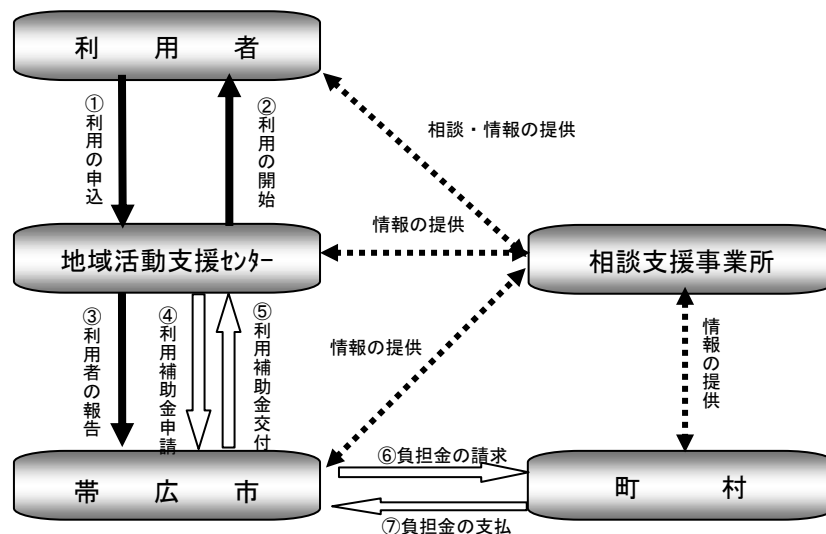 利　用　者
①利用の申込
②利用の開始
相談・情報の提供
情報の提供
地域活動支援ｾﾝﾀｰ
相談支援事業所
③利用者の報告
④利用補助金申請
⑤利用補助金交付
情報の提供
情報の提供
⑥負担金の請求
帯　広　市
町　　村
⑦負担金の支払